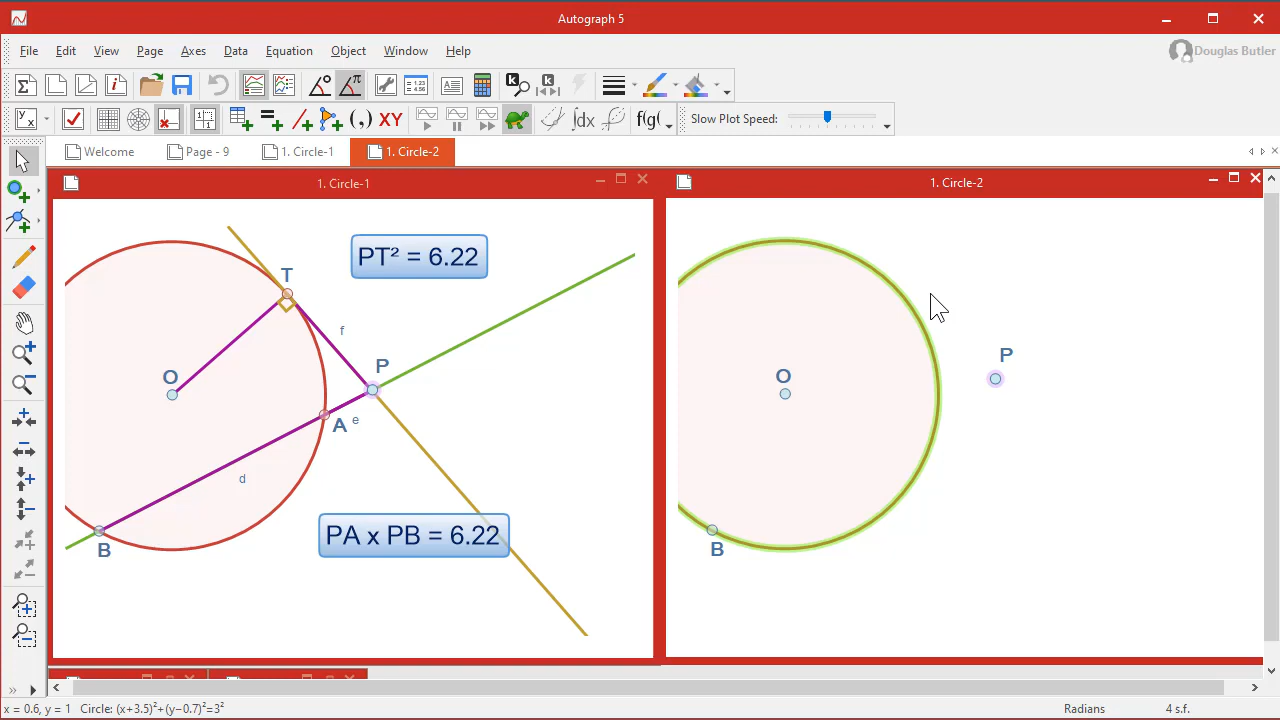 Autograph 5
File Edit View Page Axes Data Equation Object Window Help
Douglas Butler
Slow Plot Speed:
Welcome
Page - 9
1. Circle-1
1. Circle-2
1. Circle-1
1. Circle-2
PT² = 6.22
T
f
P
O
A
e
d
B
PA x PB = 6.22
P
O
B
x = 0.6, y = 1 Circle: (x+3.5)²+(y−0.7)²=3²
Radians
4 s.f.